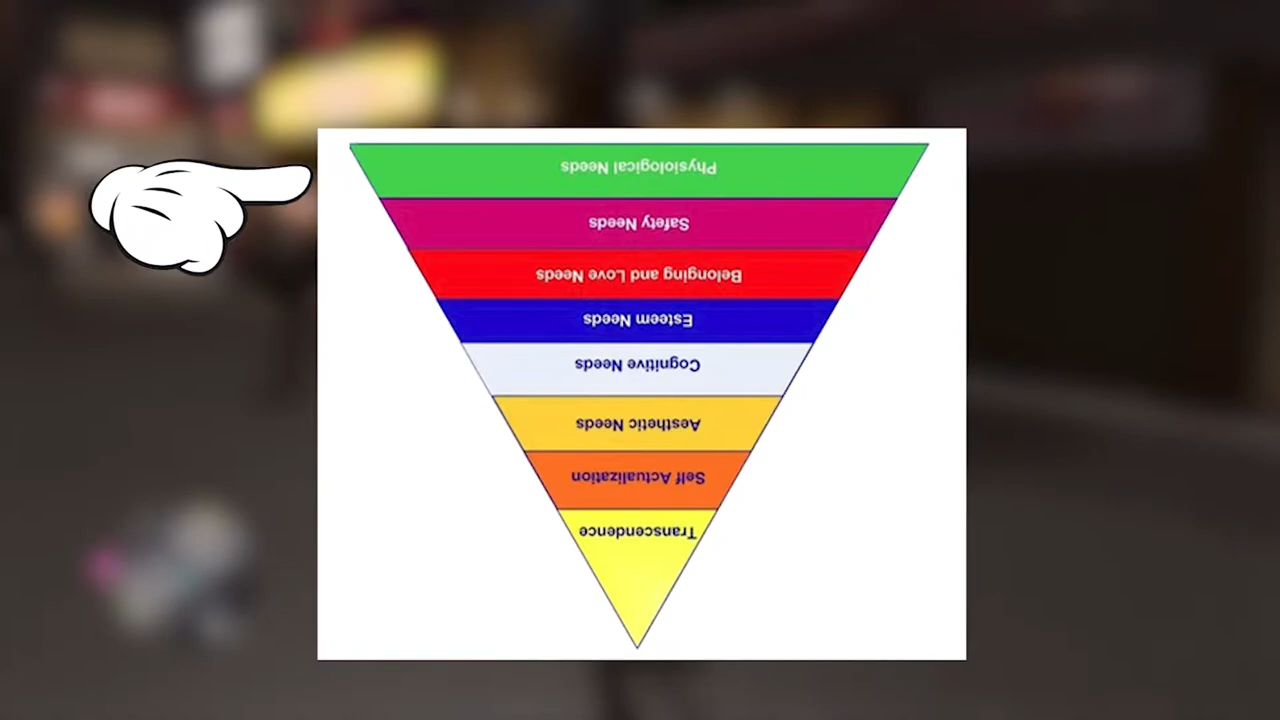 Physiological Needs
Safety Needs
Belonging and Love Needs
Esteem Needs
Cognitive Needs
Aesthetic Needs
Self Actualization
Transcendence